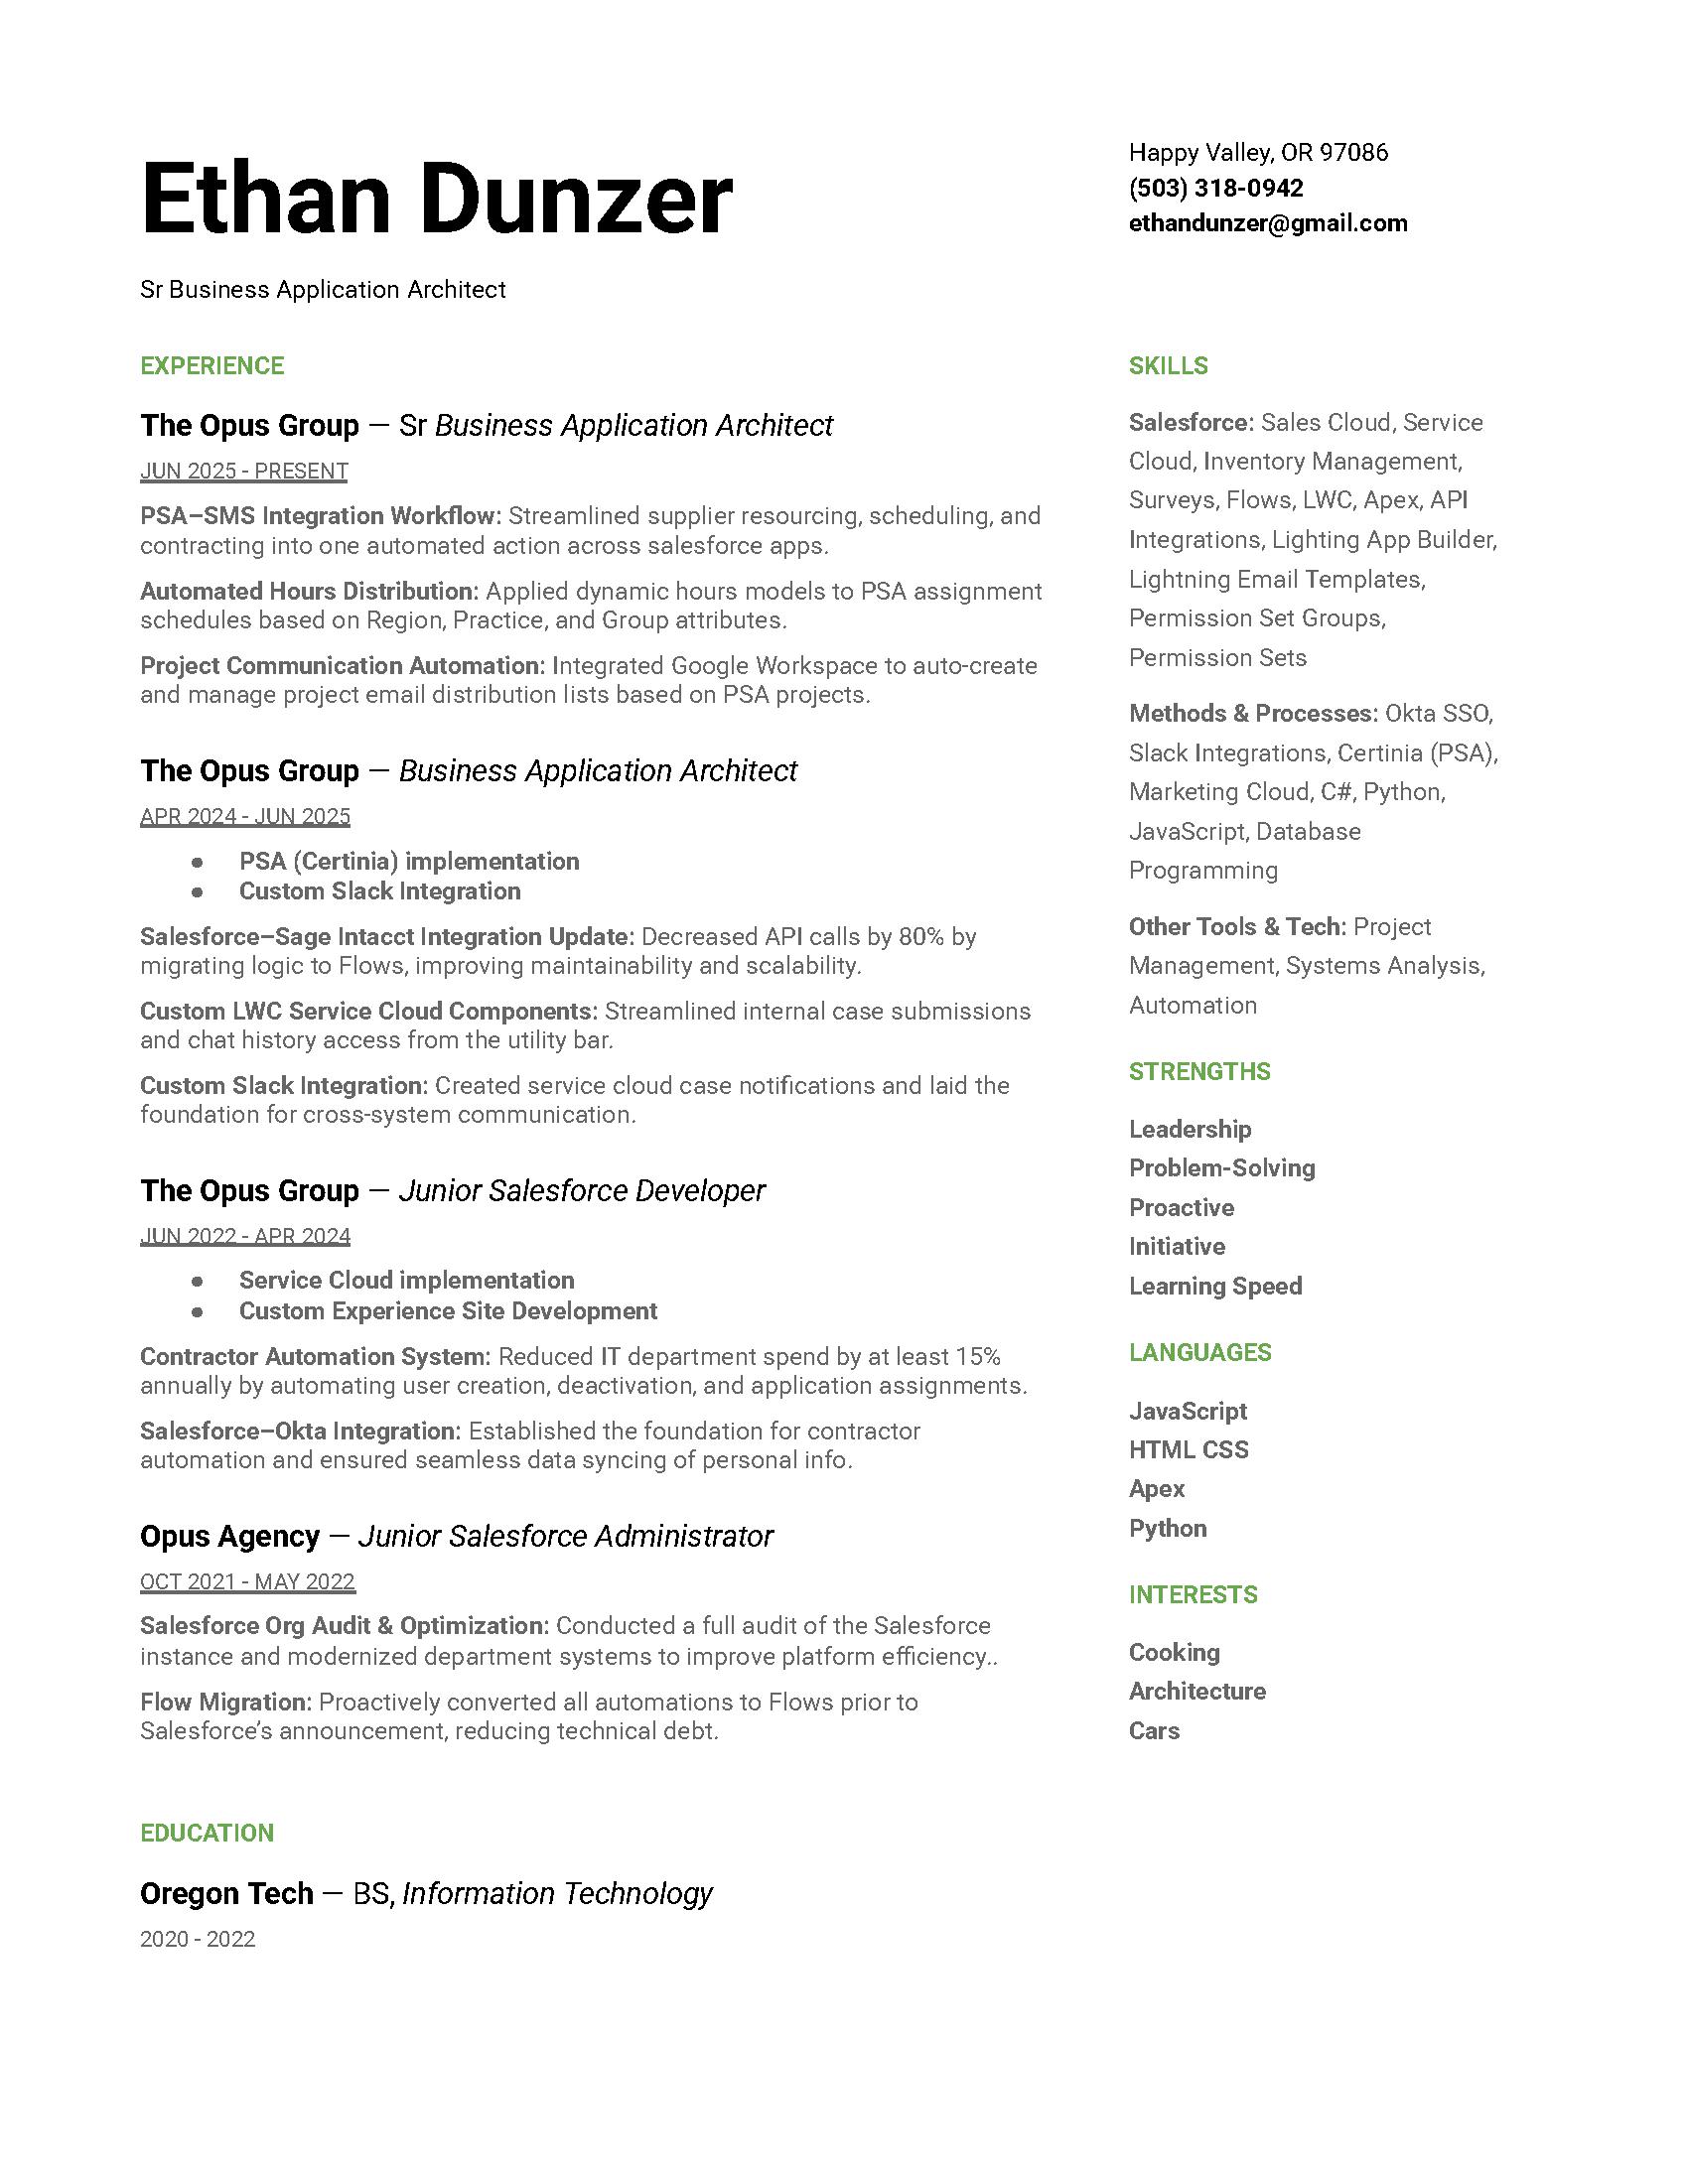 Ethan Dunzer
Sr Business Application Architect
Happy Valley, OR 97086
(503) 318-0942
ethandunzer@gmail.com
EXPERIENCE
The Opus Group — Sr Business Application Architect
JUN 2025 - PRESENT
PSA–SMS Integration Workflow: Streamlined supplier resourcing, scheduling, and
contracting into one automated action across salesforce apps.
Automated Hours Distribution: Applied dynamic hours models to PSA assignment
schedules based on Region, Practice, and Group attributes.
Project Communication Automation: Integrated Google Workspace to auto-create
and manage project email distribution lists based on PSA projects.
The Opus Group — Business Application Architect
APR 2024 - JUN 2025
● PSA (Certinia) implementation
● Custom Slack Integration
Salesforce–Sage Intacct Integration Update: Decreased API calls by 80% by
migrating logic to Flows, improving maintainability and scalability.
Custom LWC Service Cloud Components: Streamlined internal case submissions
and chat history access from the utility bar.
Custom Slack Integration: Created service cloud case notifications and laid the
foundation for cross-system communication.
The Opus Group — Junior Salesforce Developer
JUN 2022 - APR 2024
● Service Cloud implementation
● Custom Experience Site Development
Contractor Automation System: Reduced IT department spend by at least 15%
annually by automating user creation, deactivation, and application assignments.
Salesforce–Okta Integration: Established the foundation for contractor
automation and ensured seamless data syncing of personal info.
Opus Agency — Junior Salesforce Administrator
OCT 2021 - MAY 2022
Salesforce Org Audit & Optimization: Conducted a full audit of the Salesforce
instance and modernized department systems to improve platform efficiency..
Flow Migration: Proactively converted all automations to Flows prior to
Salesforce’s announcement, reducing technical debt.
EDUCATION
Oregon Tech — BS, Information Technology
2020 - 2022
SKILLS
Salesforce: Sales Cloud, Service
Cloud, Inventory Management,
Surveys, Flows, LWC, Apex, API
Integrations, Lighting App Builder,
Lightning Email Templates,
Permission Set Groups,
Permission Sets
Methods & Processes: Okta SSO,
Slack Integrations, Certinia (PSA),
Marketing Cloud, C#, Python,
JavaScript, Database
Programming
Other Tools & Tech: Project
Management, Systems Analysis,
Automation
STRENGTHS
Leadership
Problem-Solving
Proactive
Initiative
Learning Speed
LANGUAGES
JavaScript
HTML CSS
Apex
Python
INTERESTS
Cooking
Architecture
Cars